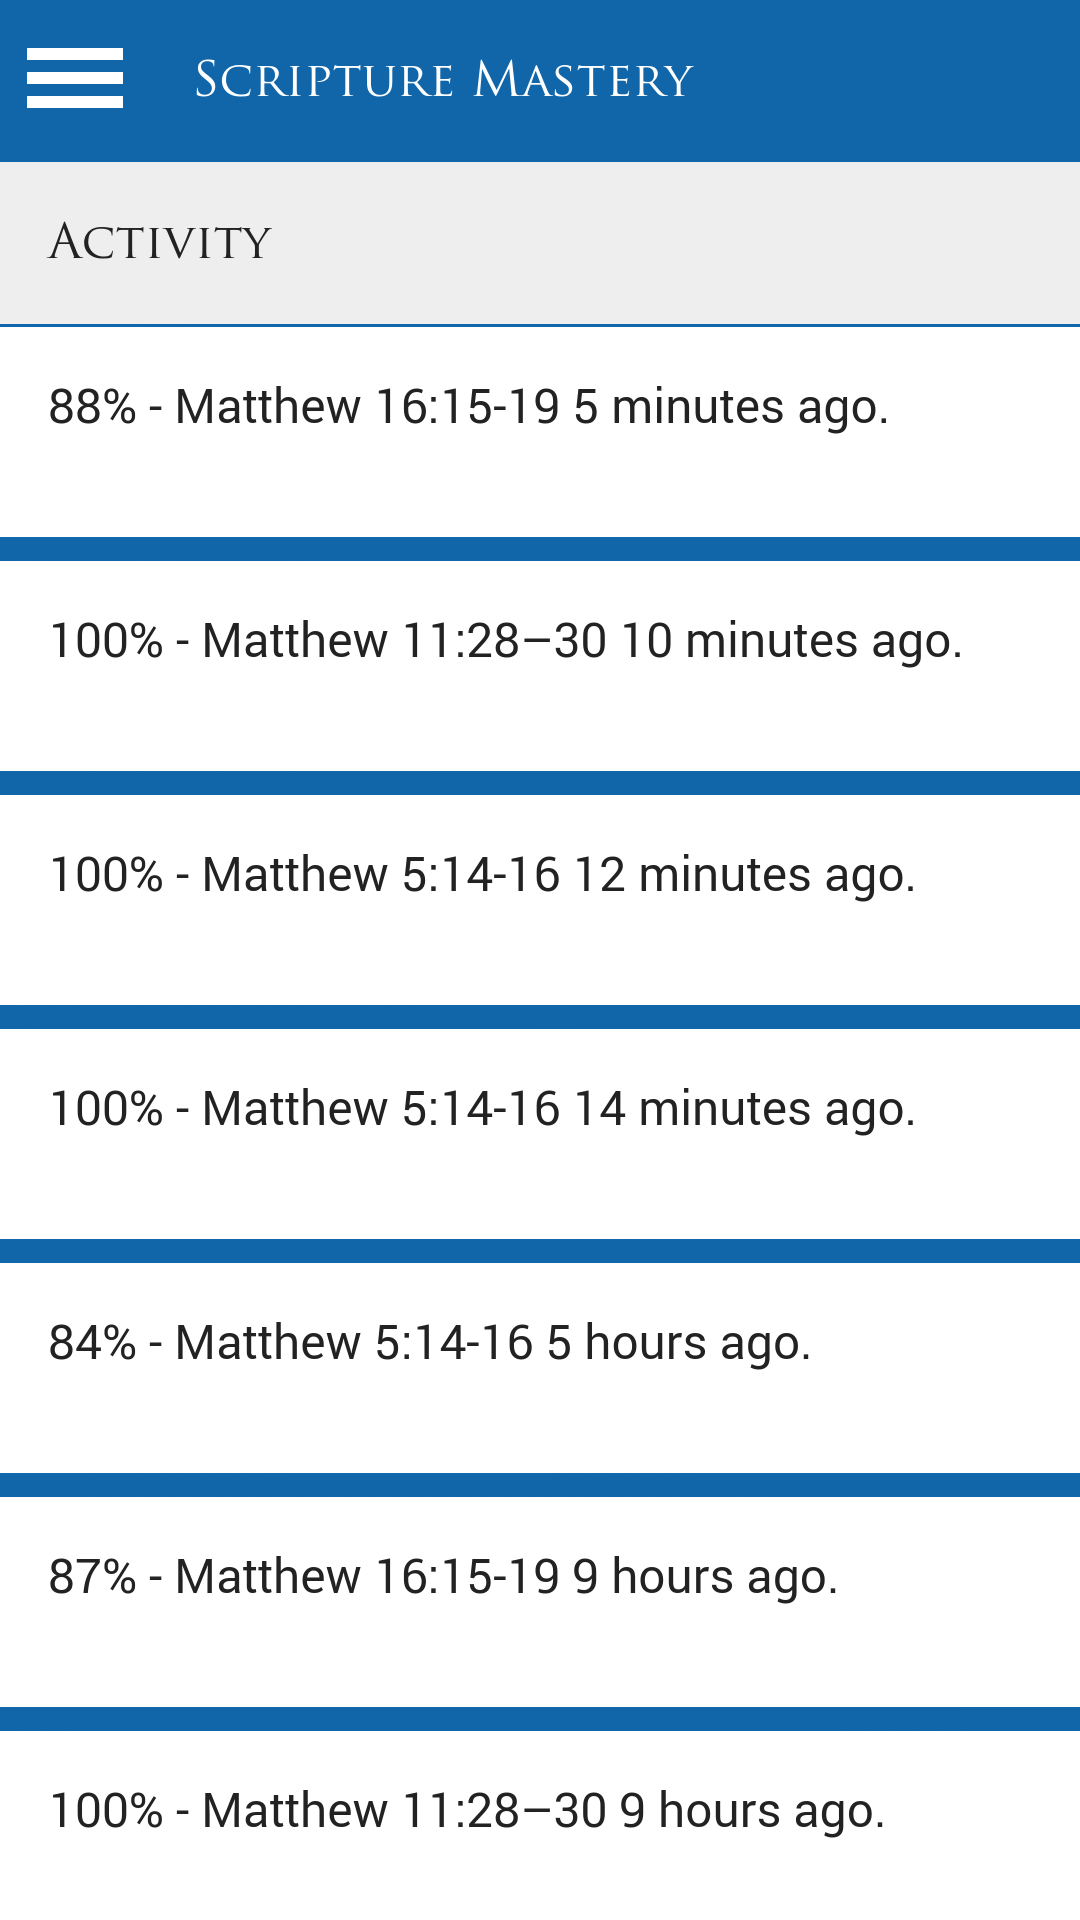 Scripture Mastery
Activity
88% - Matthew 16:15-19 5 minutes ago.
100% - Matthew 11:28–30 10 minutes ago.
100% - Matthew 5:14-16 12 minutes ago.
100% - Matthew 5:14-16 14 minutes ago.
84% - Matthew 5:14-16 5 hours ago.
87% - Matthew 16:15-19 9 hours ago.
100% - Matthew 11:28–30 9 hours ago.